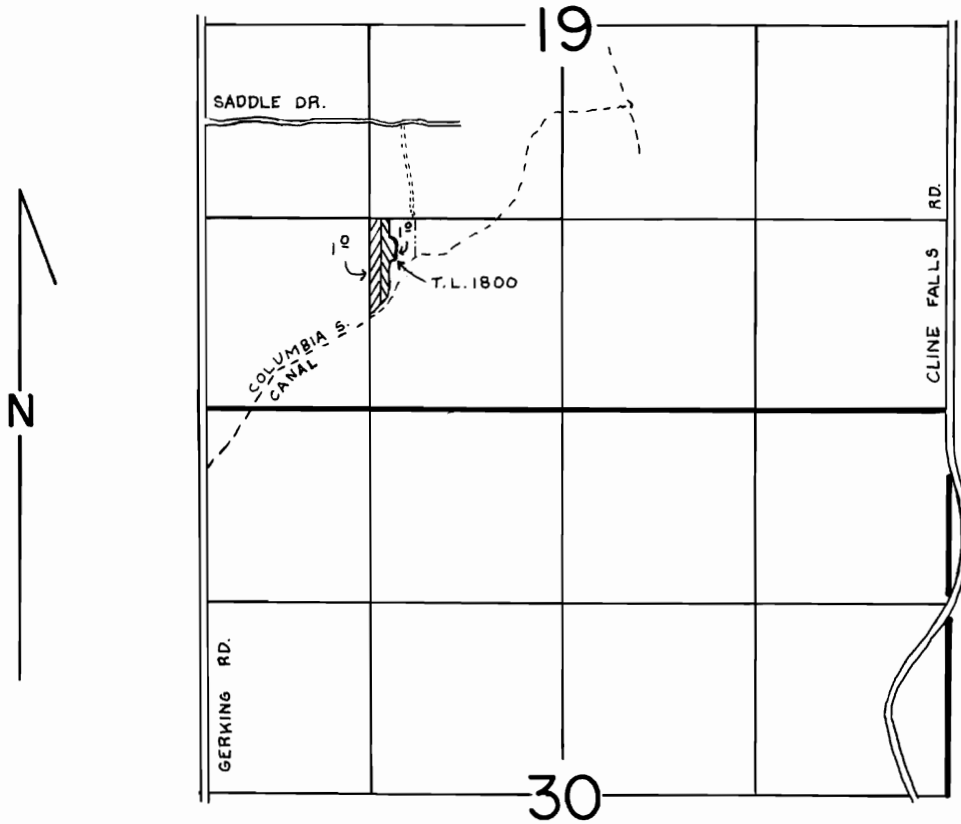 19
SADDLE DR.
1º
1º
T.L. 1800
COLUMBIA S.
CANAL
CLINE FALLS RD.
N
GERKING RD.
30